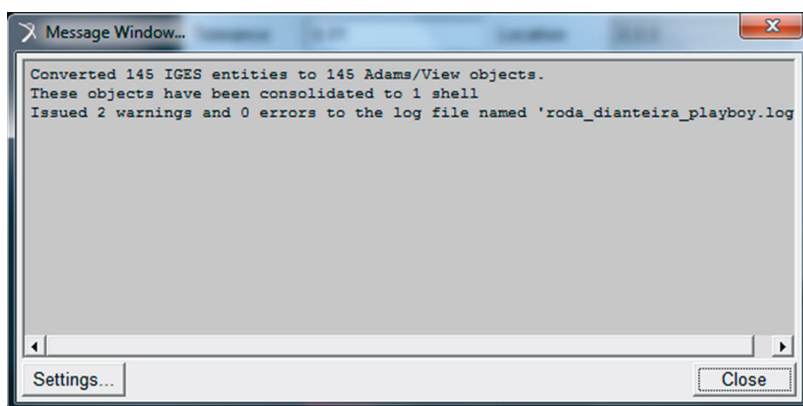 Message Window...
Converted 145 IGES entities to 145 Adams/View objects.
These objects have been consolidated to 1 shell
Issued 2 warnings and 0 errors to the log file named 'roda_dianteira_playboy.log
Settings...
Close